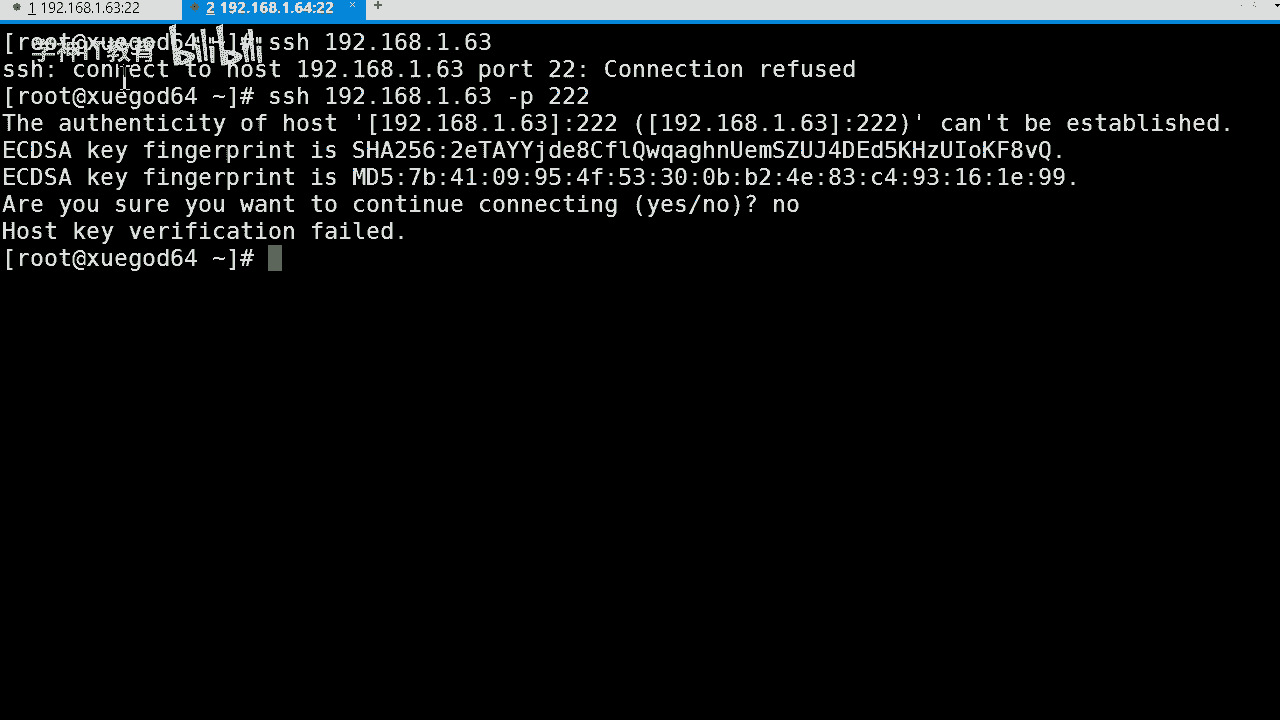 1 192.168.1.63:22
2 192.168.1.64:22 × +
[root@xuegod64 ~]# ssh 192.168.1.63
学神IT教育 bilibili
ssh: connect to host 192.168.1.63 port 22: Connection refused
[root@xuegod64 ~]# ssh 192.168.1.63 -p 222
The authenticity of host '[192.168.1.63]:222 ([192.168.1.63]:222)' can't be established.
ECDSA key fingerprint is SHA256:2eTAYYjde8CflQwqaghnUemSZUJ4DEd5KHzUIoKF8vQ.
ECDSA key fingerprint is MD5:7b:41:09:95:4f:53:30:0b:b2:4e:83:c4:93:16:1e:99.
Are you sure you want to continue connecting (yes/no)? no
Host key verification failed.
[root@xuegod64 ~]#